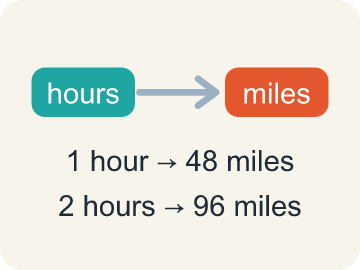 hours → miles
1 hour → 48 miles
2 hours → 96 miles